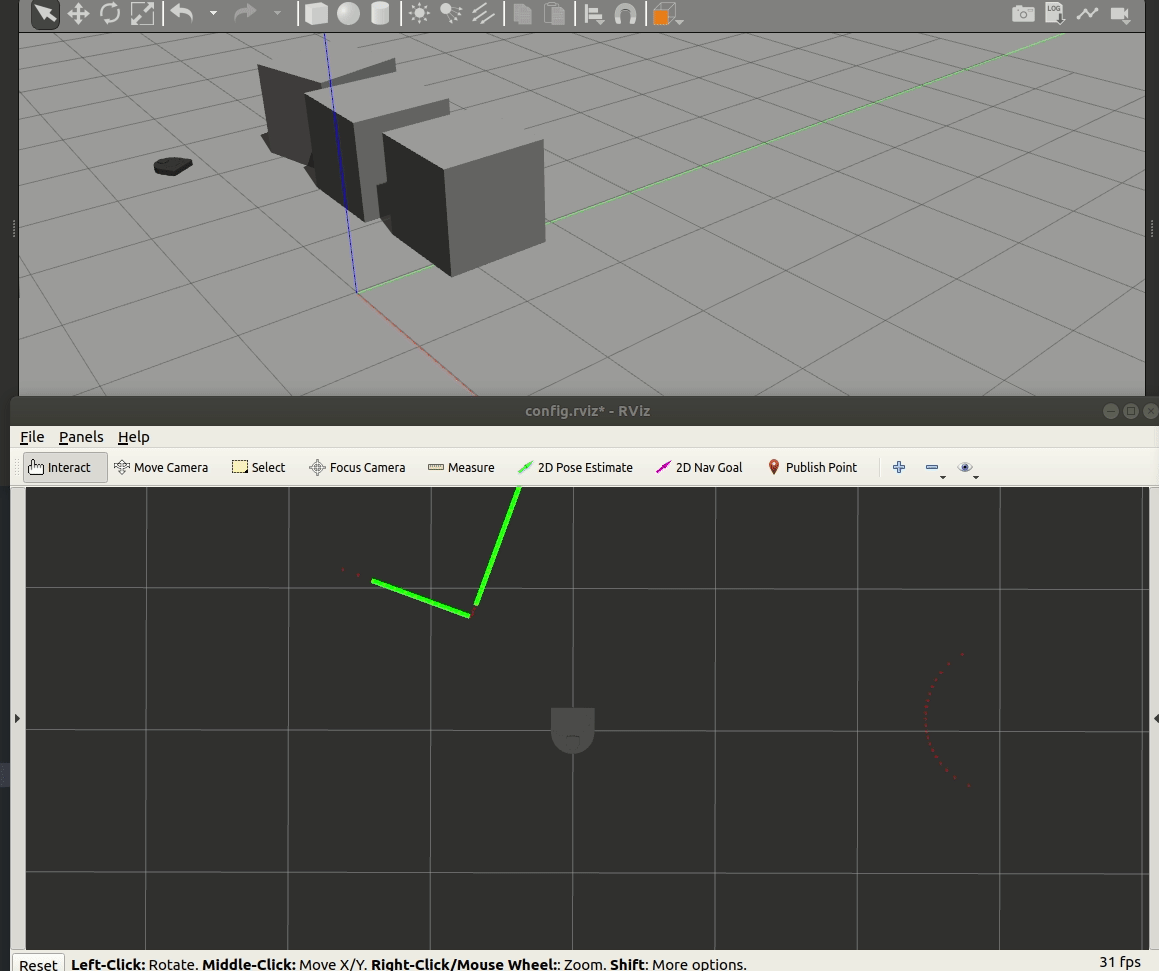 LOG
config.rviz* - RViz
File Panels Help
Interact Move Camera Select Focus Camera Measure 2D Pose Estimate 2D Nav Goal Publish Point
Reset Left-Click: Rotate. Middle-Click: Move X/Y. Right-Click/Mouse Wheel:: Zoom. Shift: More options. 31 fps